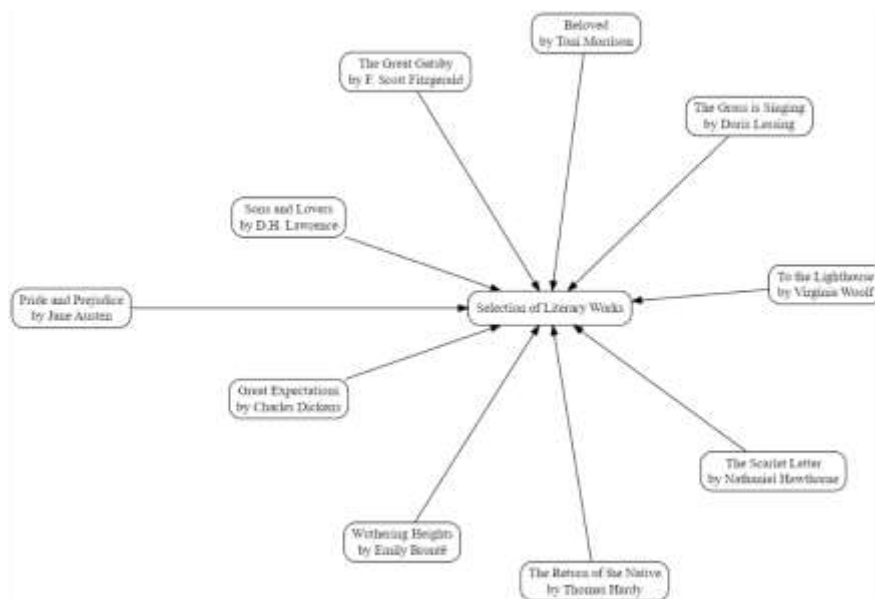 Beloved
by Toni Morrison
The Great Gatsby
by F. Scott Fitzgerald
The Grass is Singing
by Doris Lessing
Sons and Lovers
by D.H. Lawrence
To the Lighthouse
by Virginia Woolf
Pride and Prejudice
by Jane Austen
Selection of Literary Works
Great Expectations
by Charles Dickens
The Scarlet Letter
by Nathaniel Hawthorne
Wuthering Heights
by Emily Brontë
The Return of the Native
by Thomas Hardy